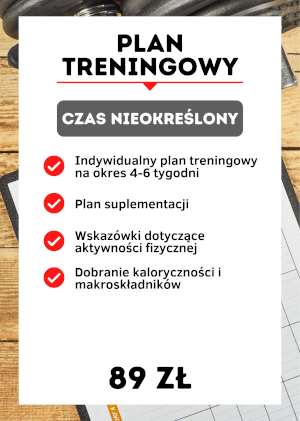 PLAN
TRENINGOWY
CZAS NIEOKREŚLONY
Indywidualny plan treningowy
na okres 4-6 tygodni
Plan suplementacji
Wskazówki dotyczące
aktywności fizycznej
Dobranie kaloryczności i
makroskładników
89 ZŁ